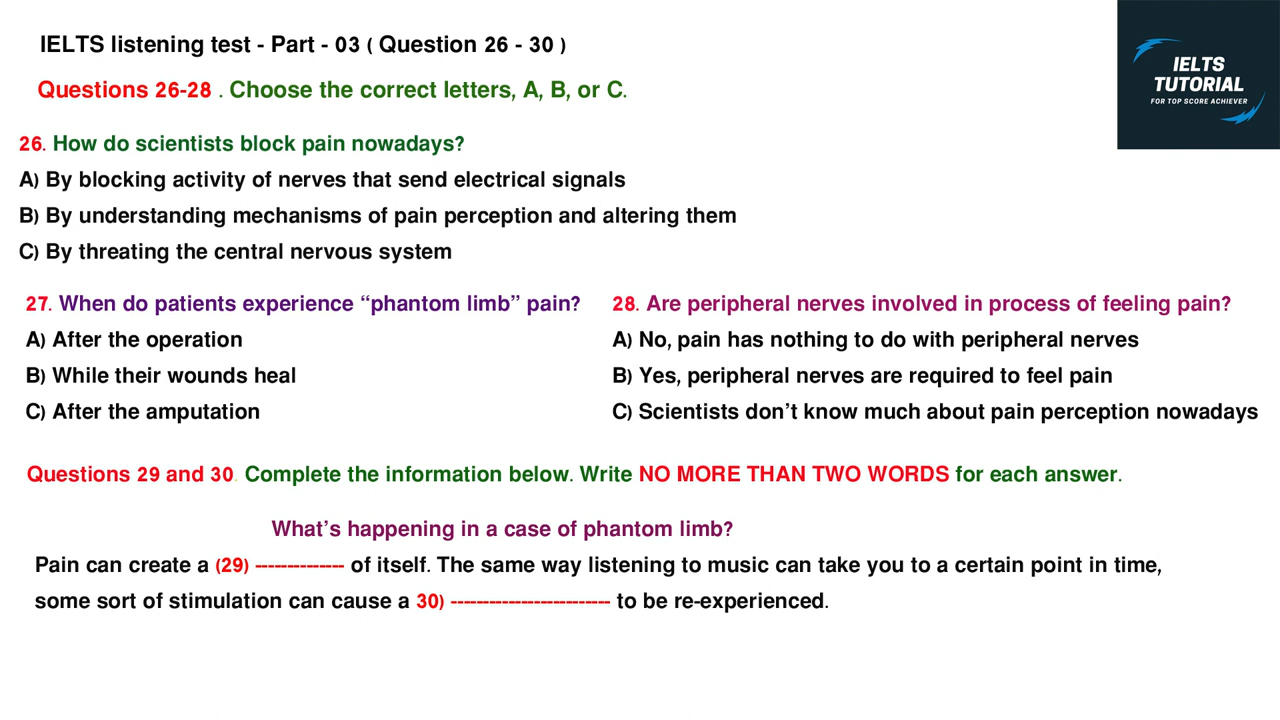 IELTS listening test - Part - 03 ( Question 26 - 30 )
IELTS
TUTORIAL
FOR TOP SCORE ACHIEVER
Questions 26-28 . Choose the correct letters, A, B, or C.
26. How do scientists block pain nowadays?
A) By blocking activity of nerves that send electrical signals
B) By understanding mechanisms of pain perception and altering them
C) By threating the central nervous system
27. When do patients experience “phantom limb” pain?
A) After the operation
B) While their wounds heal
C) After the amputation
28. Are peripheral nerves involved in process of feeling pain?
A) No, pain has nothing to do with peripheral nerves
B) Yes, peripheral nerves are required to feel pain
C) Scientists don’t know much about pain perception nowadays
Questions 29 and 30. Complete the information below. Write NO MORE THAN TWO WORDS for each answer.
What’s happening in a case of phantom limb?
Pain can create a (29) -------------- of itself. The same way listening to music can take you to a certain point in time,
some sort of stimulation can cause a 30) ------------------------- to be re-experienced.